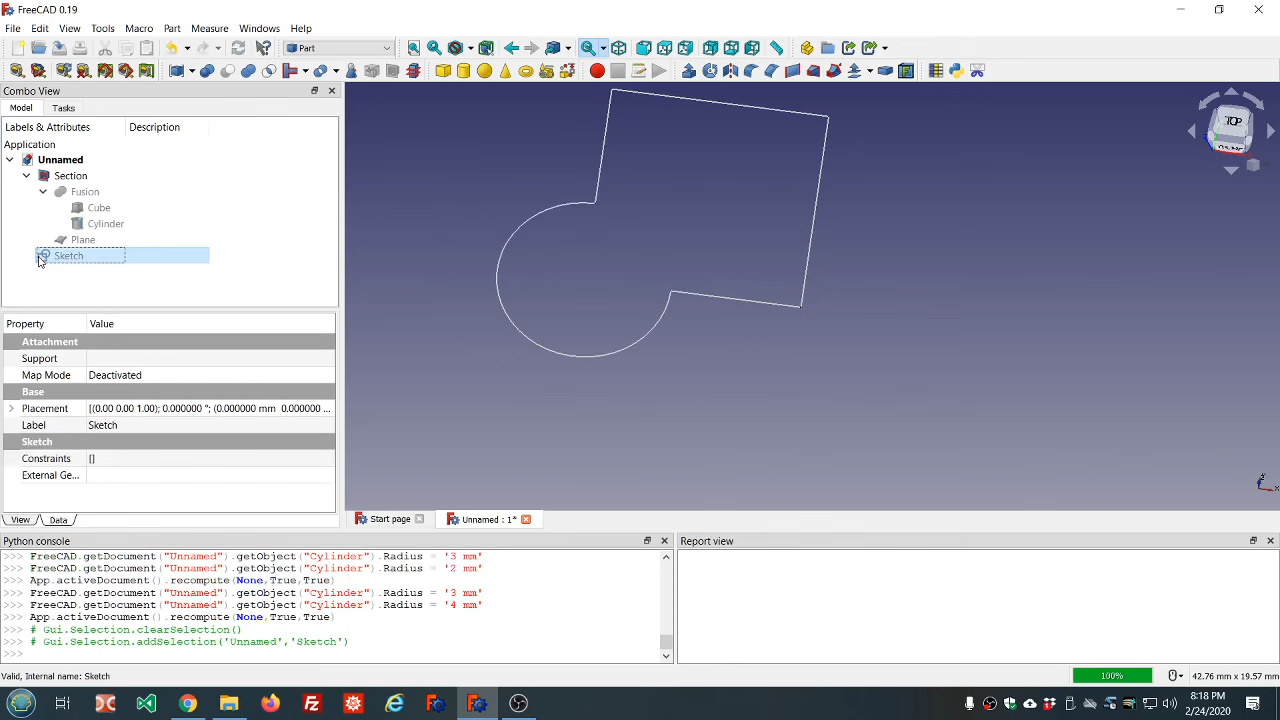 FreeCAD 0.19
File Edit View Tools Macro Part Measure Windows Help
Part
Combo View
Model Tasks
Labels & Attributes Description
Application
Unnamed
Section
Fusion
Cube
Cylinder
Plane
Sketch
TOP
Property Value
Attachment
Support
Map Mode Deactivated
Base
Placement [(0.00 0.00 1.00); 0.000000 °; (0.000000 mm 0.000000 ...
Label Sketch
Sketch
Constraints []
External Ge...
View Data
Start page Unnamed : 1*
Python console
>>> FreeCAD.getDocument("Unnamed").getObject("Cylinder").Radius = '3 mm'
>>> FreeCAD.getDocument("Unnamed").getObject("Cylinder").Radius = '2 mm'
>>> App.activeDocument().recompute(None,True,True)
>>> FreeCAD.getDocument("Unnamed").getObject("Cylinder").Radius = '3 mm'
>>> FreeCAD.getDocument("Unnamed").getObject("Cylinder").Radius = '4 mm'
>>> App.activeDocument().recompute(None,True,True)
>>> # Gui.Selection.clearSelection()
>>> # Gui.Selection.addSelection('Unnamed','Sketch')
>>>
Report view
Valid, Internal name: Sketch
100%
42.76 mm x 19.57 mm
8:18 PM
2/24/2020